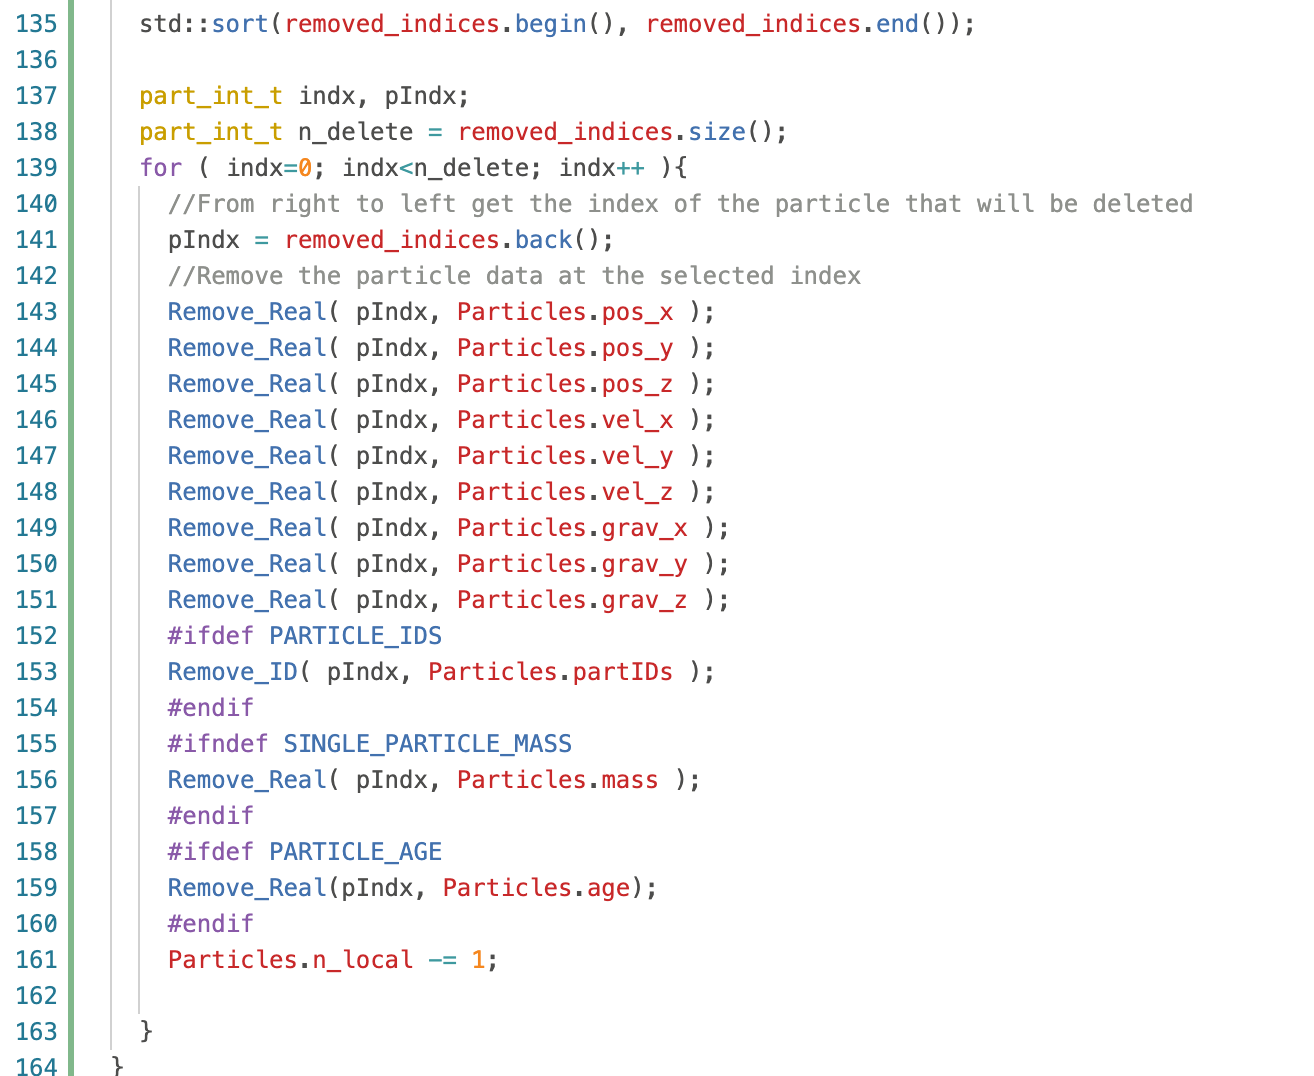 135 std::sort(removed_indices.begin(), removed_indices.end());
136
137 part_int_t indx, pIndx;
138 part_int_t n_delete = removed_indices.size();
139 for ( indx=0; indx<n_delete; indx++ ){
140 //From right to left get the index of the particle that will be deleted
141 pIndx = removed_indices.back();
142 //Remove the particle data at the selected index
143 Remove_Real( pIndx, Particles.pos_x );
144 Remove_Real( pIndx, Particles.pos_y );
145 Remove_Real( pIndx, Particles.pos_z );
146 Remove_Real( pIndx, Particles.vel_x );
147 Remove_Real( pIndx, Particles.vel_y );
148 Remove_Real( pIndx, Particles.vel_z );
149 Remove_Real( pIndx, Particles.grav_x );
150 Remove_Real( pIndx, Particles.grav_y );
151 Remove_Real( pIndx, Particles.grav_z );
152 #ifdef PARTICLE_IDS
153 Remove_ID( pIndx, Particles.partIDs );
154 #endif
155 #ifndef SINGLE_PARTICLE_MASS
156 Remove_Real( pIndx, Particles.mass );
157 #endif
158 #ifdef PARTICLE_AGE
159 Remove_Real(pIndx, Particles.age);
160 #endif
161 Particles.n_local -= 1;
162
163 }
164 }